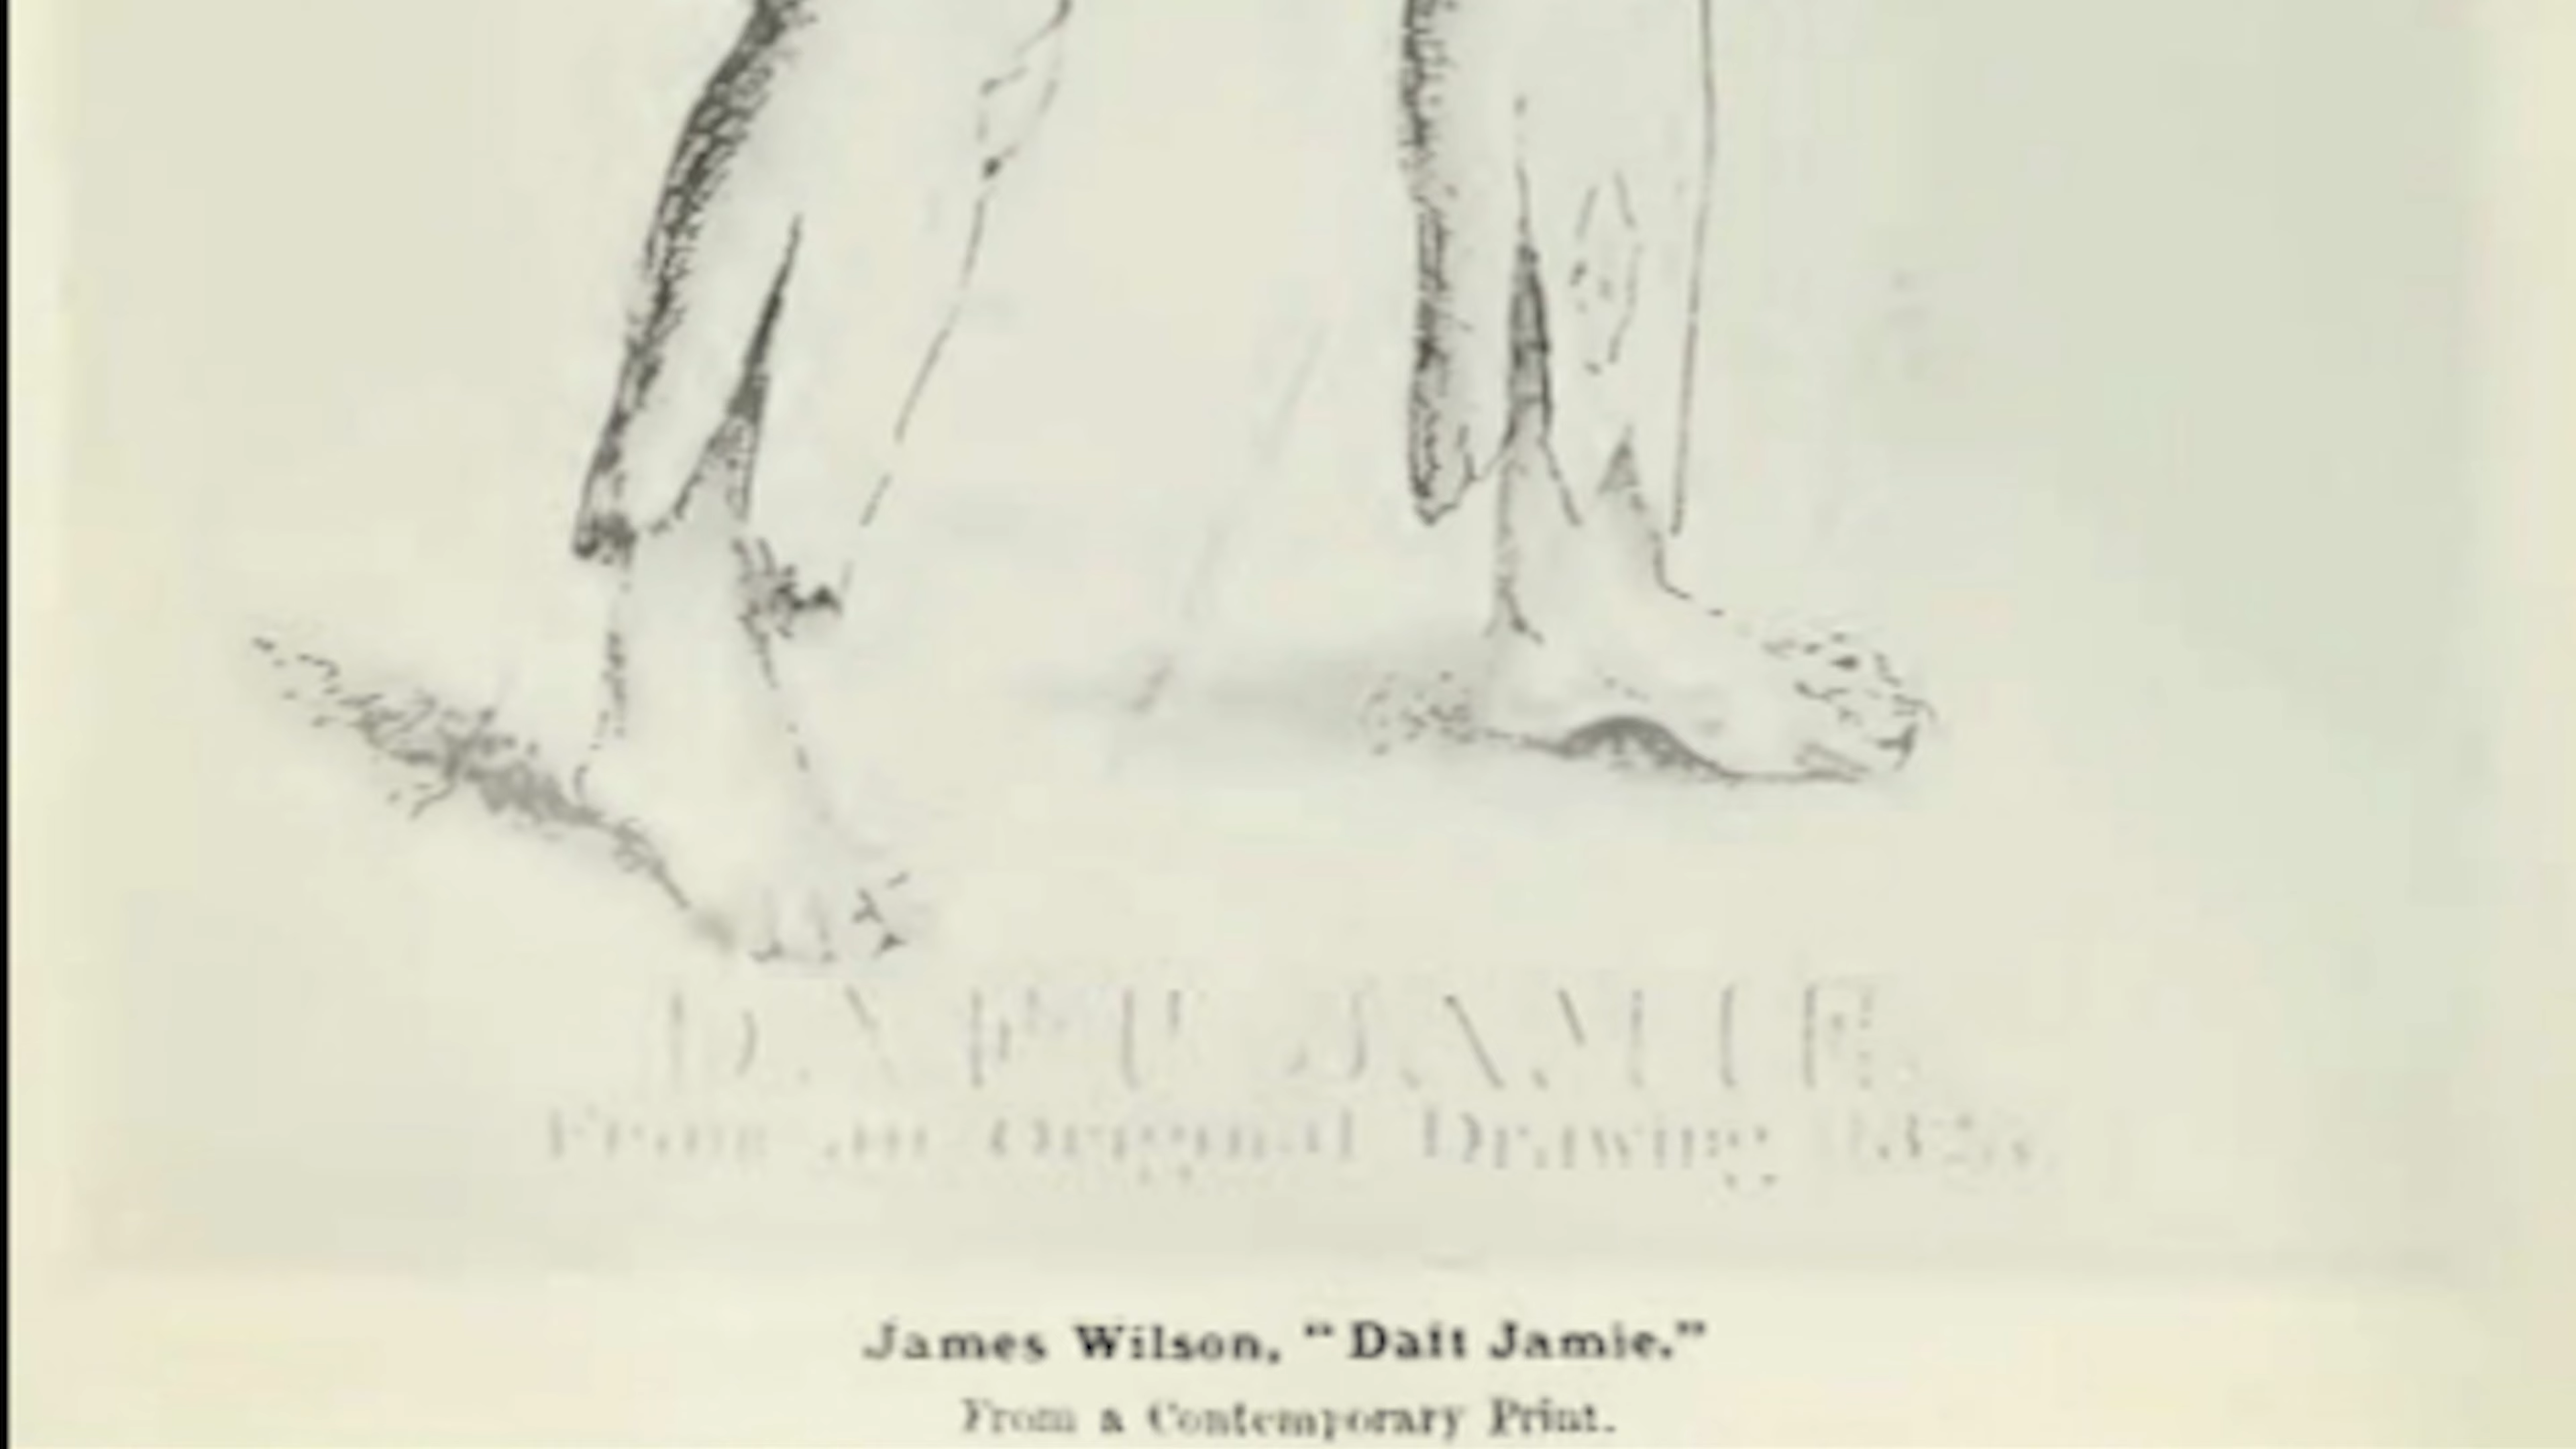 DAFT JAMIE
From an Original Drawing
James Wilson, “Daft Jamie.”
From a Contemporary Print.